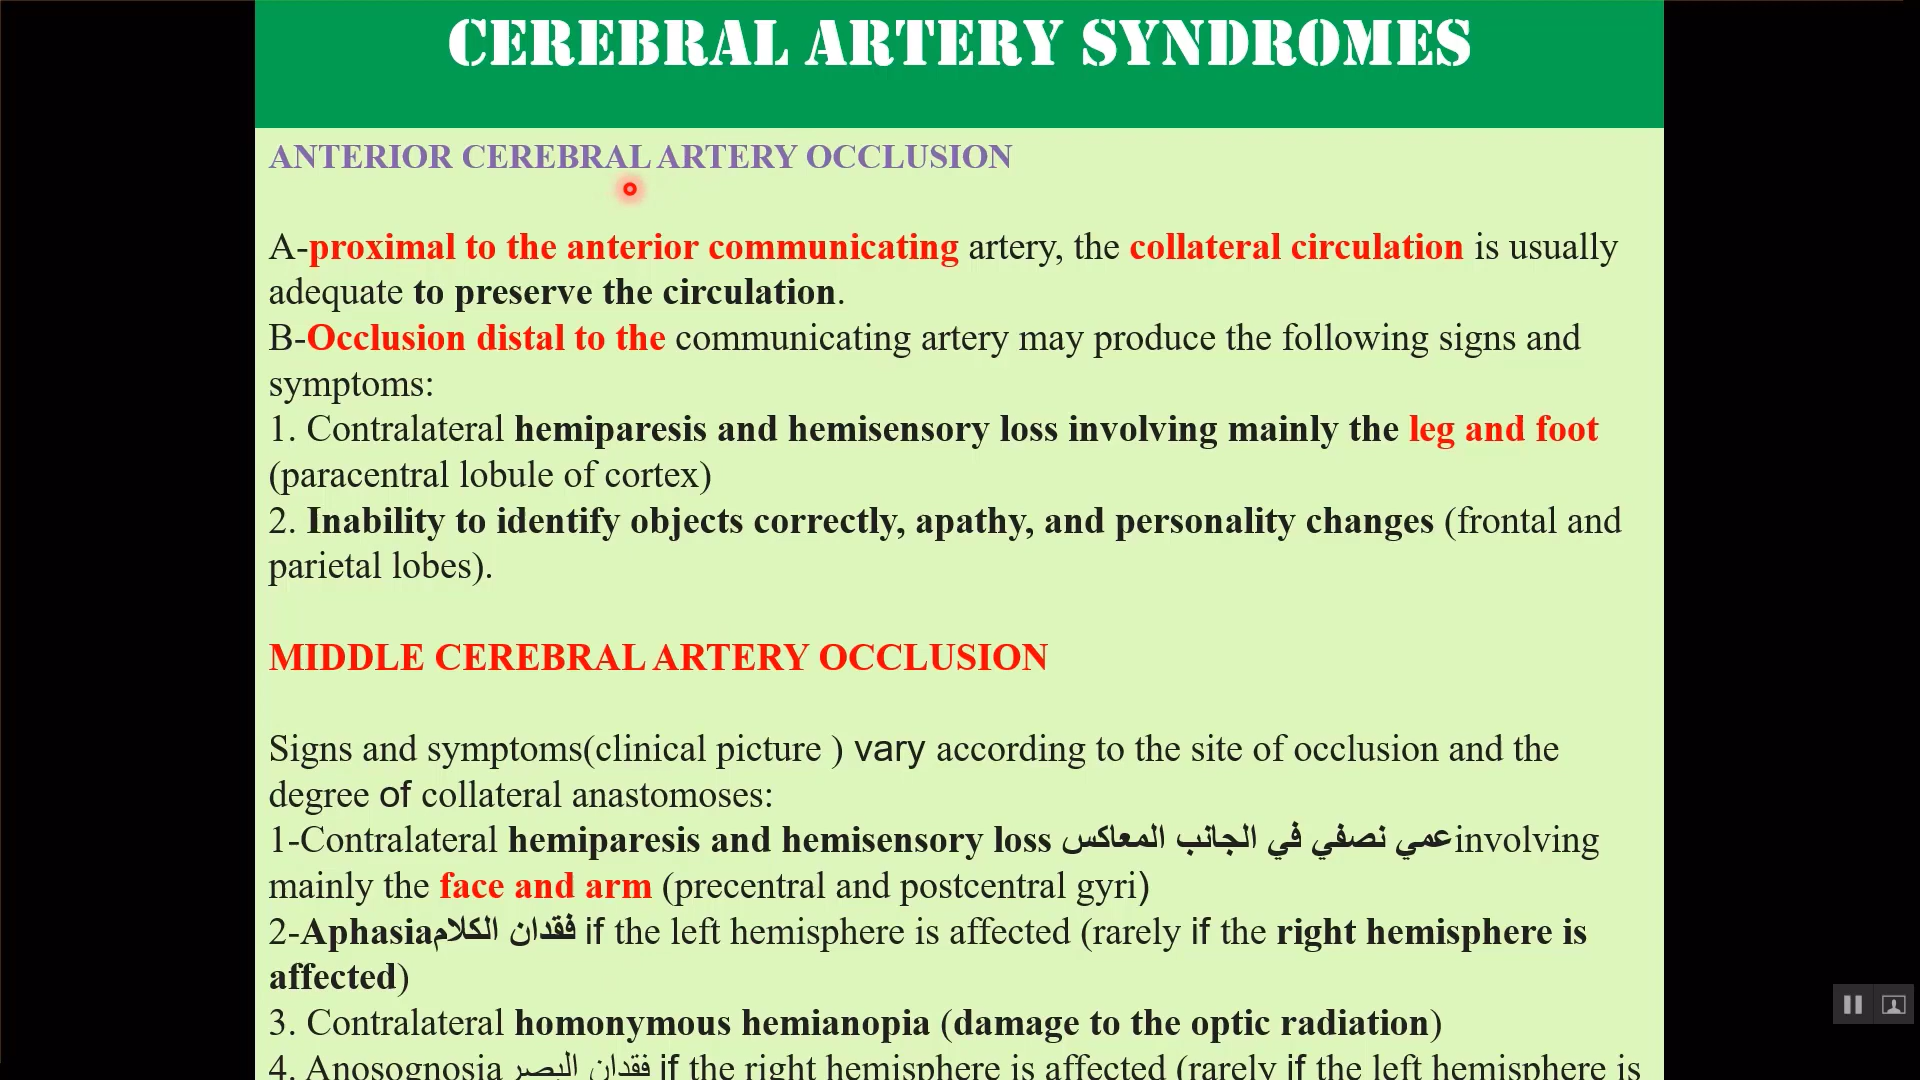 CEREBRAL ARTERY SYNDROMES
ANTERIOR CEREBRAL ARTERY OCCLUSION
A-proximal to the anterior communicating artery, the collateral circulation is usually
adequate to preserve the circulation.
B-Occlusion distal to the communicating artery may produce the following signs and
symptoms:
1. Contralateral hemiparesis and hemisensory loss involving mainly the leg and foot
(paracentral lobule of cortex)
2. Inability to identify objects correctly, apathy, and personality changes (frontal and
parietal lobes).
MIDDLE CEREBRAL ARTERY OCCLUSION
Signs and symptoms(clinical picture ) vary according to the site of occlusion and the
degree of collateral anastomoses:
1-Contralateral hemiparesis and hemisensory loss عمي نصفي في الجانب المعاكس involving
mainly the face and arm (precentral and postcentral gyri)
2-Aphasia فقدان الكلام if the left hemisphere is affected (rarely if the right hemisphere is
affected)
3. Contralateral homonymous hemianopia (damage to the optic radiation)
4. Anosognosia فقدان البصر if the right hemisphere is affected (rarely if the left hemisphere is